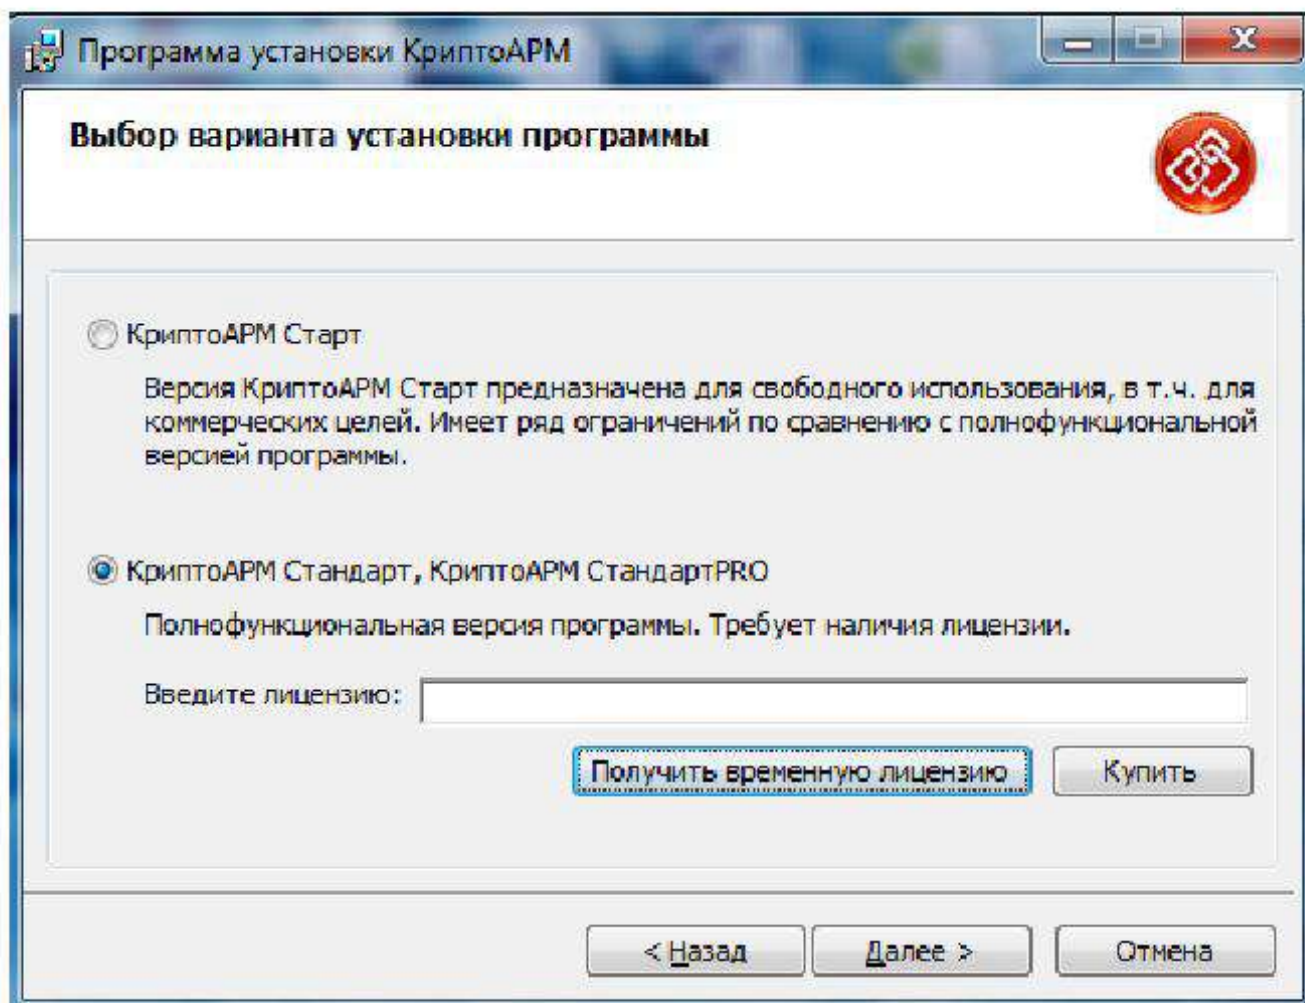 Программа установки КриптоАРМ
Выбор варианта установки программы
КриптоАРМ Старт
Версия КриптоАРМ Старт предназначена для свободного использования, в т.ч. для
коммерческих целей. Имеет ряд ограничений по сравнению с полнофункциональной
версией программы.
КриптоАРМ Стандарт, КриптоАРМ СтандартPRO
Полнофункциональная версия программы. Требует наличия лицензии.
Введите лицензию:
Получить временную лицензию
Купить
< Назад
Далее >
Отмена